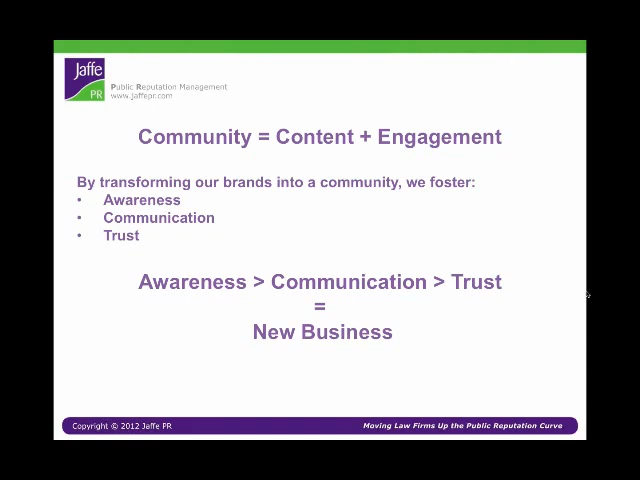 Jaffe
PR
Public Reputation Management
www.jaffepr.com
Community = Content + Engagement
By transforming our brands into a community, we foster:
• Awareness
• Communication
• Trust
Awareness > Communication > Trust
=
New Business
Copyright © 2012 Jaffe PR
Moving Law Firms Up the Public Reputation Curve